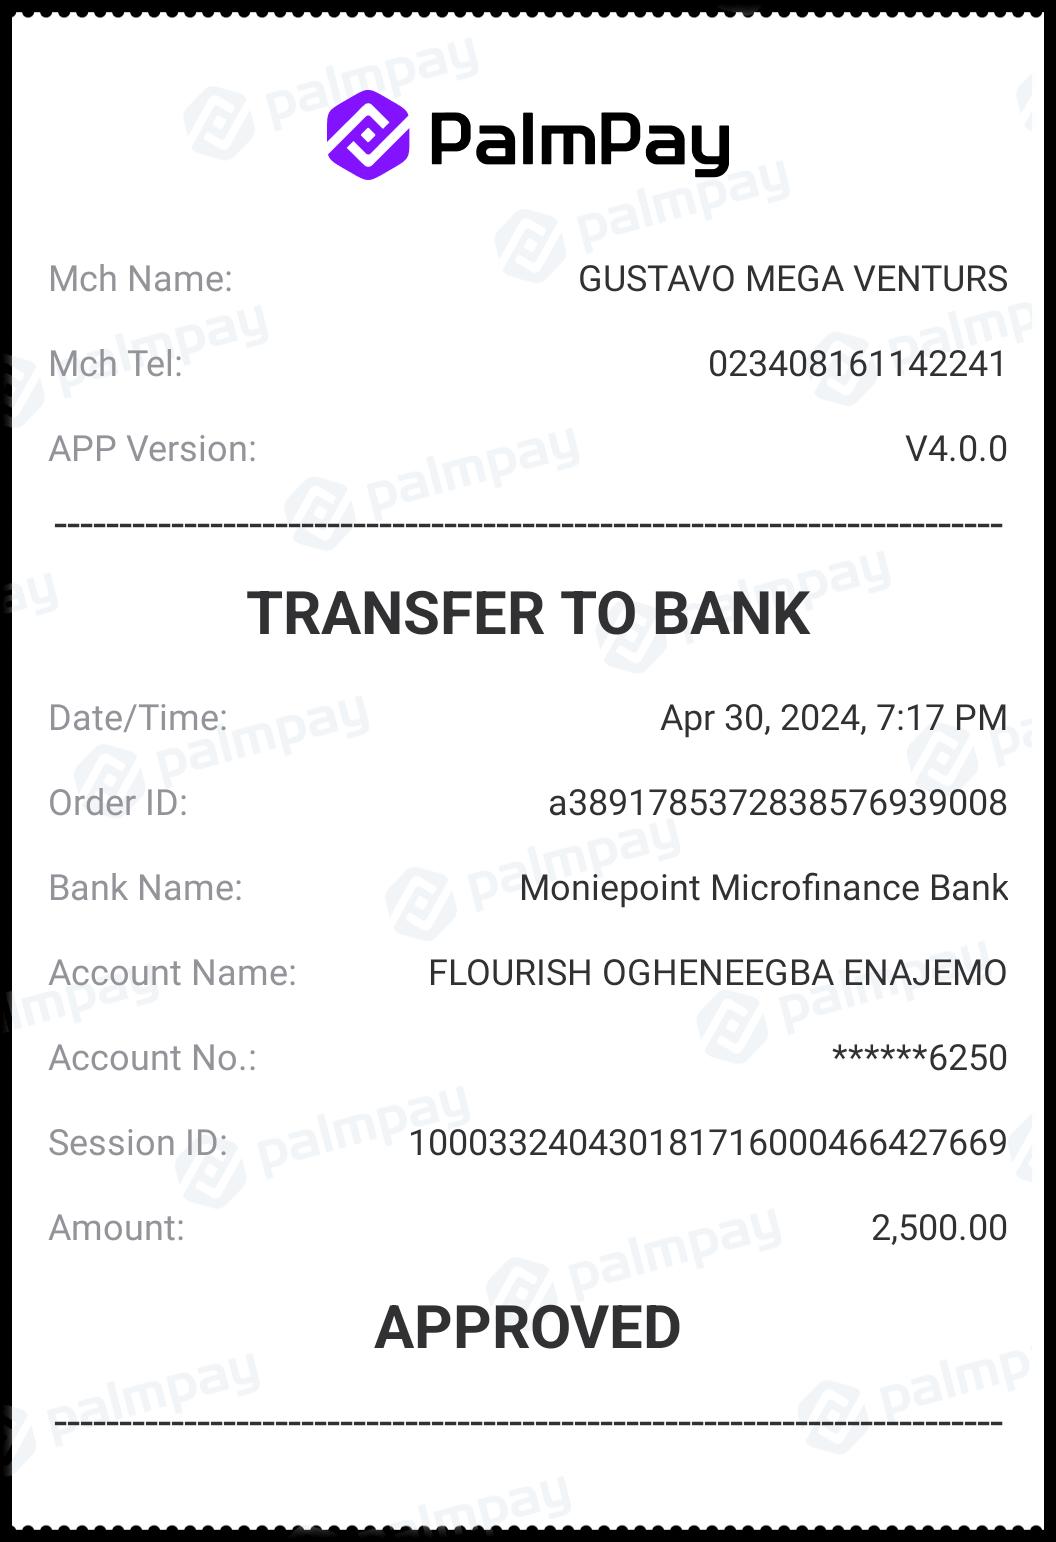 PalmPay
Mch Name: GUSTAVO MEGA VENTURS
Mch Tel: 023408161142241
APP Version: V4.0.0
TRANSFER TO BANK
Date/Time: Apr 30, 2024, 7:17 PM
Order ID: a3891785372838576939008
Bank Name: Moniepoint Microfinance Bank
Account Name: FLOURISH OGHENEEGBA ENAJEMO
Account No.: ******6250
Session ID: 100033240430181716000466427669
Amount: 2,500.00
APPROVED